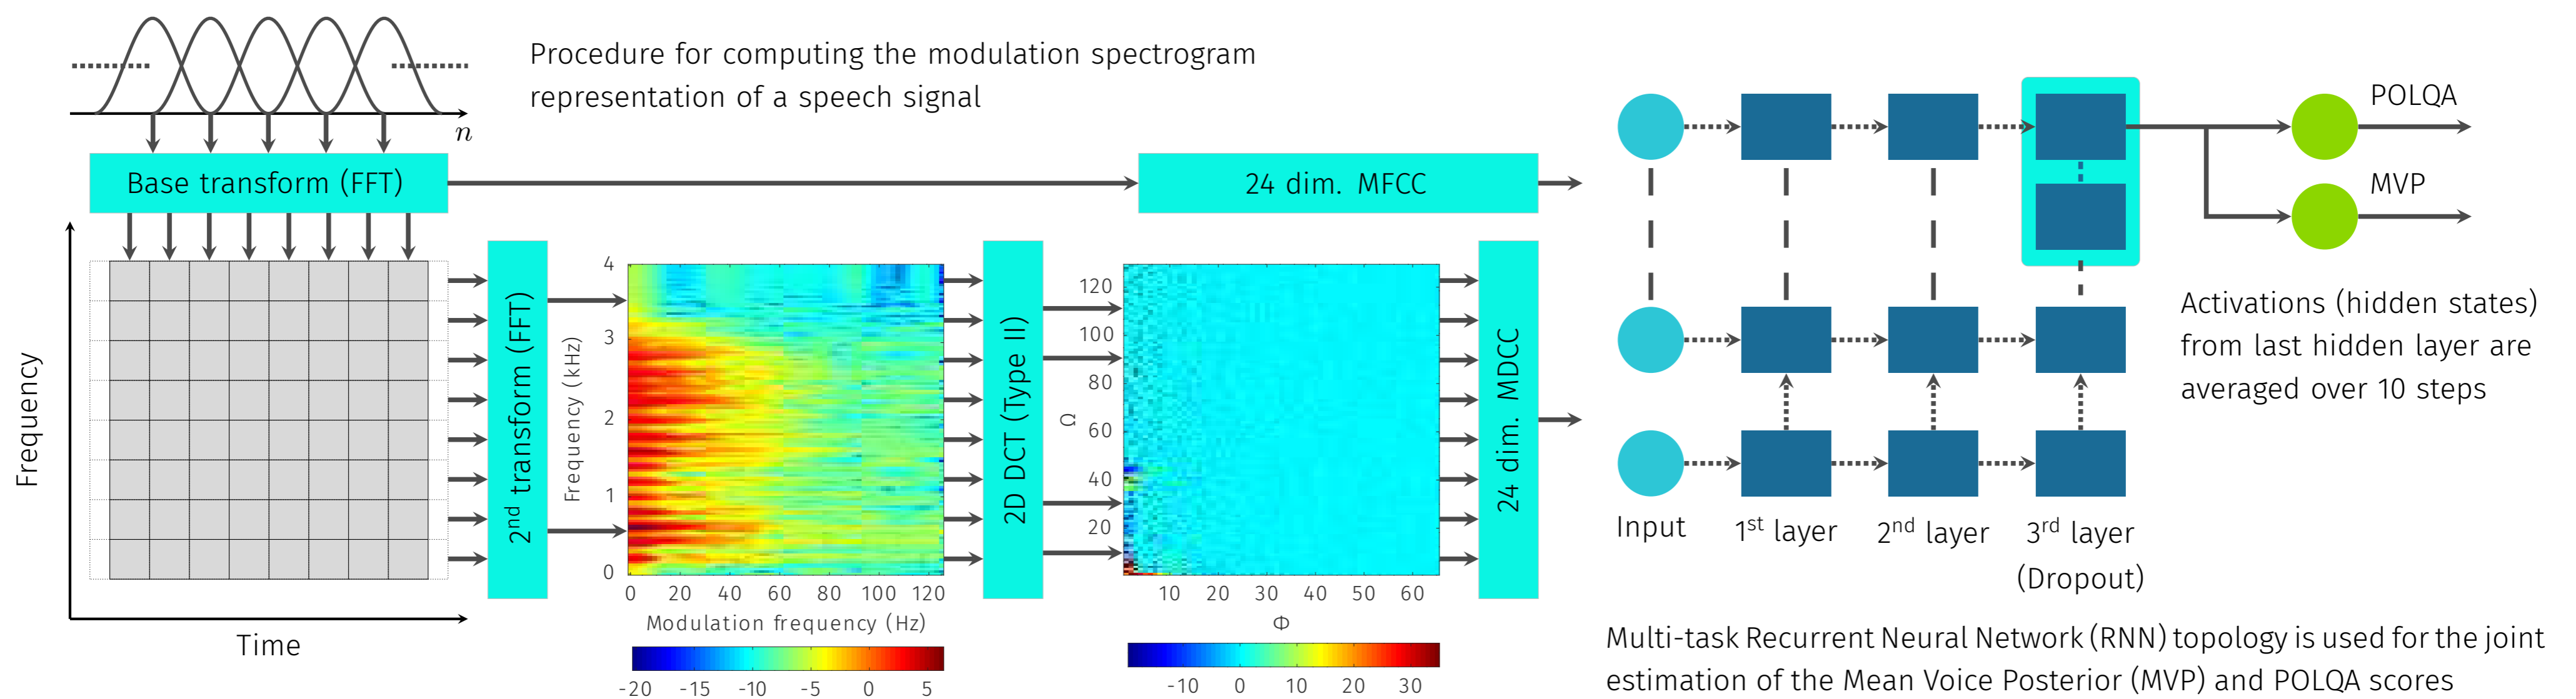 Procedure for computing the modulation spectrogram
representation of a speech signal
n
Base transform (FFT)
24 dim. MFCC
Frequency
Time
2nd transform (FFT)
Frequency (kHz)
4
3
2
1
0
0 20 40 60 80 100 120
Modulation frequency (Hz)
-20 -15 -10 -5 0 5
2D DCT (Type II)
Ω
120
100
80
60
40
20
10 20 30 40 50 60
Φ
-10 0 10 20 30
24 dim. MDCC
POLQA
MVP
Activations (hidden states)
from last hidden layer are
averaged over 10 steps
Input
1st layer
2nd layer
3rd layer
(Dropout)
Multi-task Recurrent Neural Network (RNN) topology is used for the joint
estimation of the Mean Voice Posterior (MVP) and POLQA scores